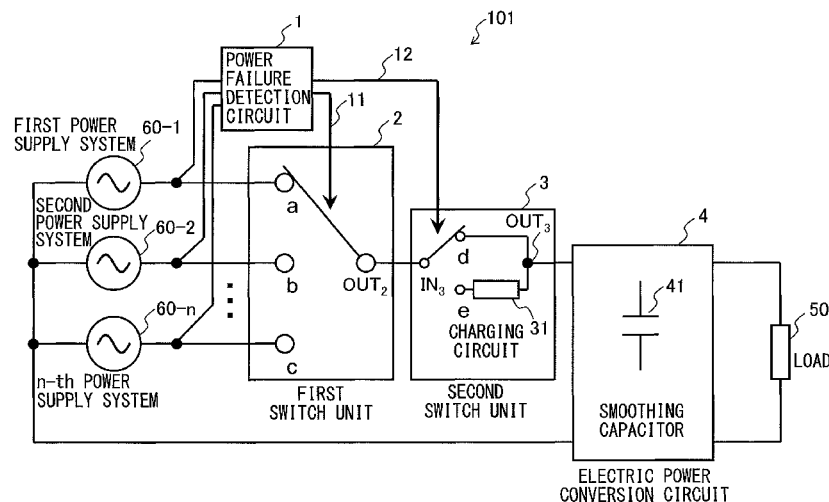 1
101
POWER
FAILURE
DETECTION
CIRCUIT
12
11
2
FIRST POWER
SUPPLY SYSTEM
60-1
a
SECOND
POWER SUPPLY
SYSTEM
60-2
b
OUT2
3
OUT3
d
IN3
e
CHARGING
CIRCUIT
31
4
41
50
LOAD
60-n
c
n-th POWER
SUPPLY SYSTEM
FIRST
SWITCH UNIT
SECOND
SWITCH UNIT
SMOOTHING
CAPACITOR
ELECTRIC POWER
CONVERSION CIRCUIT